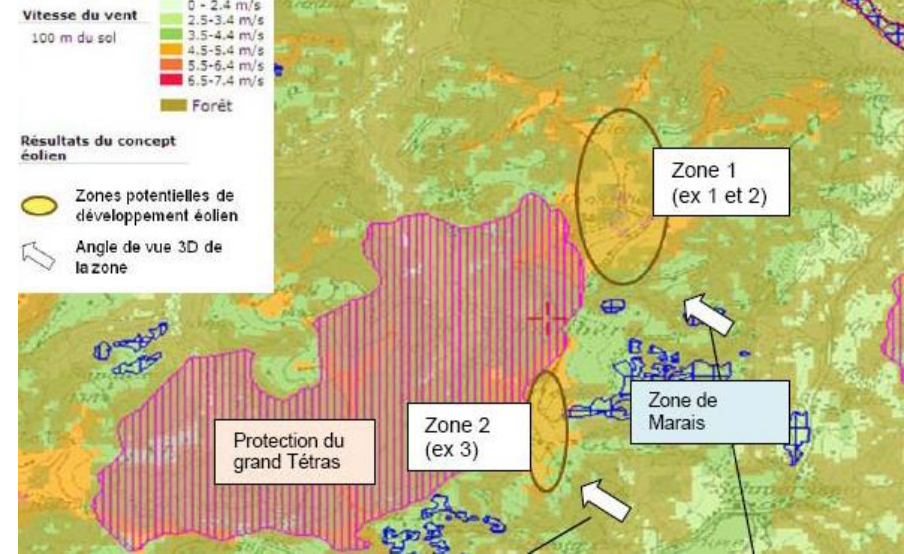 Vitesse du vent
100 m du sol
0 - 2.4 m/s
2.5-3.4 m/s
3.5-4.4 m/s
4.5-5.4 m/s
5.5-6.4 m/s
6.5-7.4 m/s
Forêt
Résultats du concept
éolien
Zones potentielles de
développement éolien
Angle de vue 3D de
la zone
Zone 1
(ex 1 et 2)
Zone 2
(ex 3)
Zone de
Marais
Protection du
grand Tétras